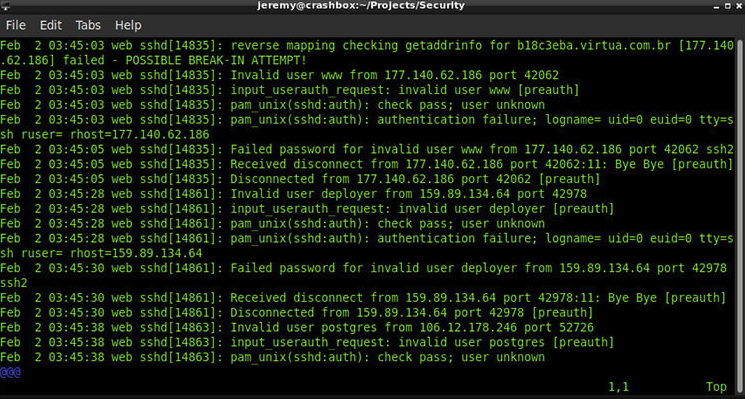 jeremy@crashbox:~/Projects/Security
File Edit Tabs Help
Feb  2 03:45:03 web sshd[14835]: reverse mapping checking getaddrinfo for b18c3eba.virtua.com.br [177.140
.62.186] failed - POSSIBLE BREAK-IN ATTEMPT!
Feb  2 03:45:03 web sshd[14835]: Invalid user www from 177.140.62.186 port 42062
Feb  2 03:45:03 web sshd[14835]: input_userauth_request: invalid user www [preauth]
Feb  2 03:45:03 web sshd[14835]: pam_unix(sshd:auth): check pass; user unknown
Feb  2 03:45:03 web sshd[14835]: pam_unix(sshd:auth): authentication failure; logname= uid=0 euid=0 tty=s
sh ruser= rhost=177.140.62.186
Feb  2 03:45:05 web sshd[14835]: Failed password for invalid user www from 177.140.62.186 port 42062 ssh2
Feb  2 03:45:05 web sshd[14835]: Received disconnect from 177.140.62.186 port 42062:11: Bye Bye [preauth]
Feb  2 03:45:05 web sshd[14835]: Disconnected from 177.140.62.186 port 42062 [preauth]
Feb  2 03:45:28 web sshd[14861]: Invalid user deployer from 159.89.134.64 port 42978
Feb  2 03:45:28 web sshd[14861]: input_userauth_request: invalid user deployer [preauth]
Feb  2 03:45:28 web sshd[14861]: pam_unix(sshd:auth): check pass; user unknown
Feb  2 03:45:28 web sshd[14861]: pam_unix(sshd:auth): authentication failure; logname= uid=0 euid=0 tty=s
sh ruser= rhost=159.89.134.64
Feb  2 03:45:30 web sshd[14861]: Failed password for invalid user deployer from 159.89.134.64 port 42978
ssh2
Feb  2 03:45:30 web sshd[14861]: Received disconnect from 159.89.134.64 port 42978:11: Bye Bye [preauth]
Feb  2 03:45:30 web sshd[14861]: Disconnected from 159.89.134.64 port 42978 [preauth]
Feb  2 03:45:38 web sshd[14863]: Invalid user postgres from 106.12.178.246 port 52726
Feb  2 03:45:38 web sshd[14863]: input_userauth_request: invalid user postgres [preauth]
Feb  2 03:45:38 web sshd[14863]: pam_unix(sshd:auth): check pass; user unknown
@@@
1,1 Top